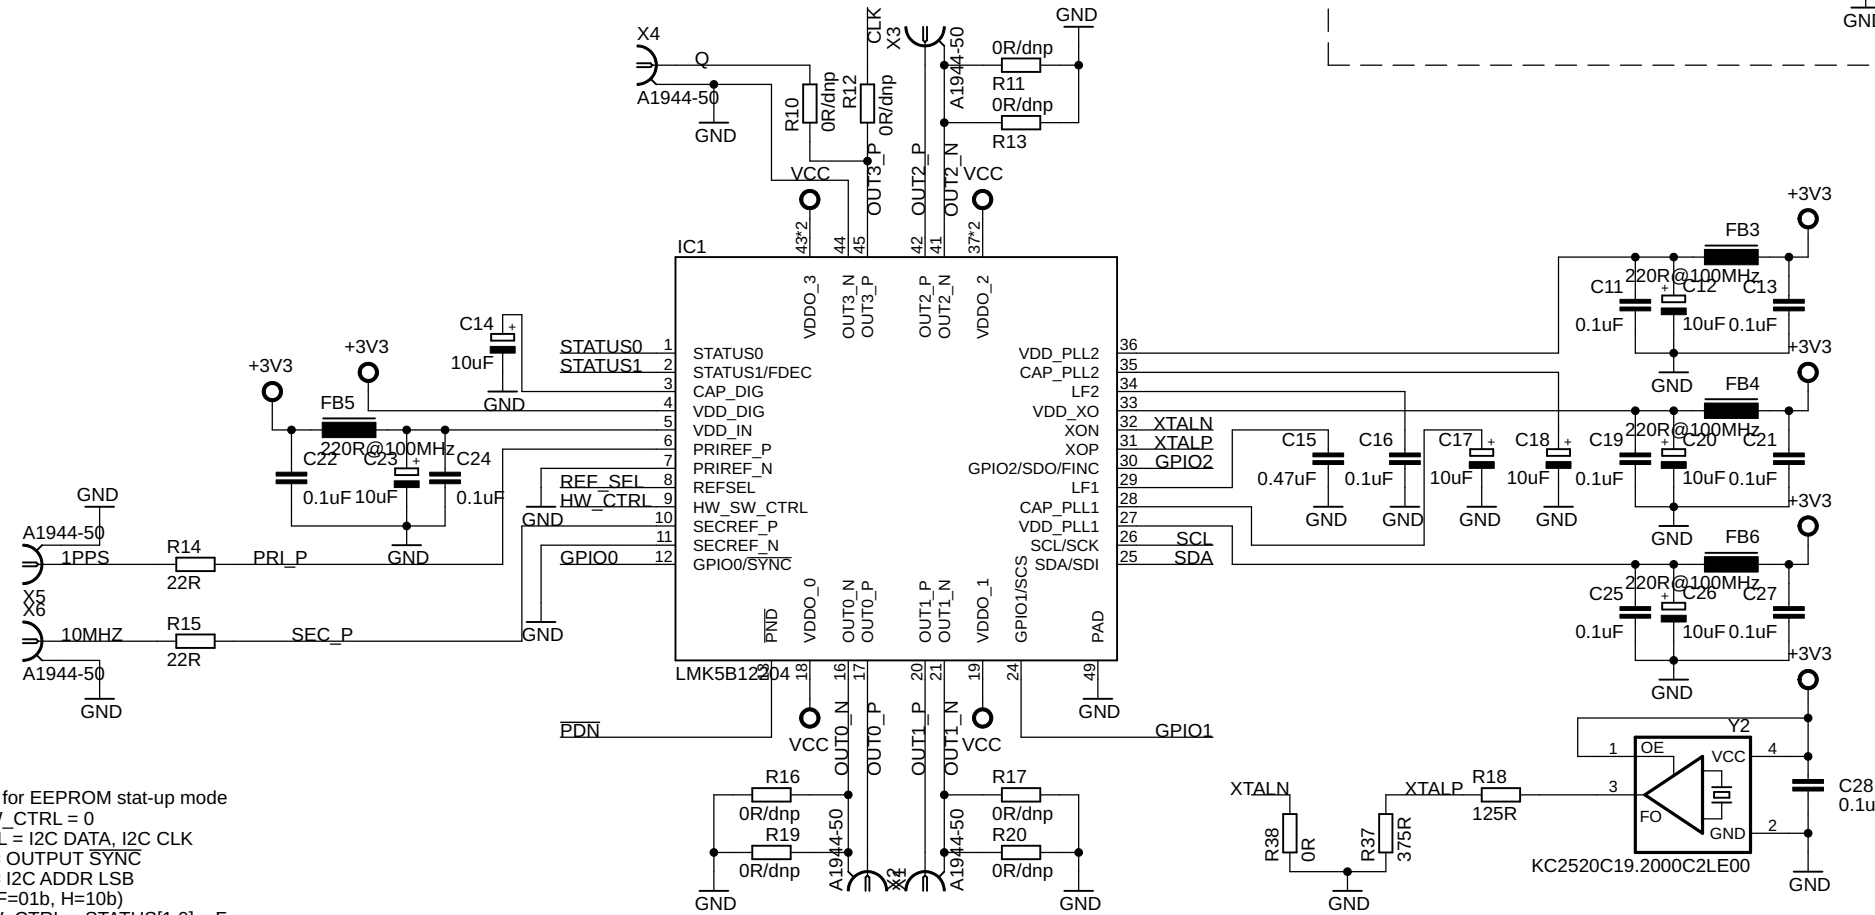 X4
Q
A1944-50
GND
R10
0R/dnp
R12
0R/dnp
CLK
X3
A1944-50
0R/dnp
R11
0R/dnp
R13
GND
GND
VCC
OUT3_P
OUT2_P
OUT2_N
VCC
43*2
44
45
42
41
37*2
IC1
VDDO_3
OUT3_N
OUT3_P
OUT2_P
OUT2_N
VDDO_2
C14
+
10uF
GND
+3V3
+3V3
FB5
220R@100MHz
C22
0.1uF
C23
+
10uF
C24
0.1uF
GND
STATUS0 1 STATUS0
STATUS1 2 STATUS1/FDEC
3 CAP_DIG
4 VDD_DIG
5 VDD_IN
6 PRIREF_P
7 PRIREF_N
REF_SEL 8 REFSEL
HW_CTRL 9 HW_SW_CTRL
10 SECREF_P
11 SECREF_N
GPIO0 12 GPIO0/SYNC
GND
GND
VDD_PLL2 36
CAP_PLL2 35
LF2 34
VDD_XO 33
XON 32 XTALN
XOP 31 XTALP
GPIO2/SDO/FINC 30 GPIO2
LF1 29
CAP_PLL1 28
VDD_PLL1 27
SCL/SCK 26 SCL
SDA/SDI 25 SDA
C15
0.47uF
GND
C16
0.1uF
GND
C17
+
10uF
GND
C18
+
10uF
GND
+3V3
FB3
220R@100MHz
C11
0.1uF
C12
+
10uF
C13
0.1uF
GND
+3V3
FB4
220R@100MHz
C19
0.1uF
C20
+
10uF
C21
0.1uF
GND
+3V3
FB6
220R@100MHz
C25
0.1uF
C26
+
10uF
C27
0.1uF
GND
GND
A1944-50
1PPS
R14
22R
PRI_P
X5
X6
10MHZ
R15
22R
SEC_P
A1944-50
GND
PND
VDDO_0
OUT0_N
OUT0_P
OUT1_P
OUT1_N
VDDO_1
GPIO1/SCS
PAD
LMK5B12204
18
16
17
20
21
19
24
49
GND
PDN
VCC
OUT0_N
OUT0_P
OUT1_P
OUT1_N
VCC
GPIO1
R16
0R/dnp
R19
0R/dnp
GND
A1944-50
X2
A1944-50
R17
0R/dnp
R20
0R/dnp
GND
XTALN
R38
0R
XTALP
R37
375R
GND
R18
125R
+3V3
Y2
1 OE
VCC 4
3 FO
GND 2
KC2520C19.2000C2LE00
C28
0.1u
GND
for EEPROM stat-up mode
_CTRL = 0
L = I2C DATA, I2C CLK
OUTPUT SYNC
I2C ADDR LSB
F=01b, H=10b)